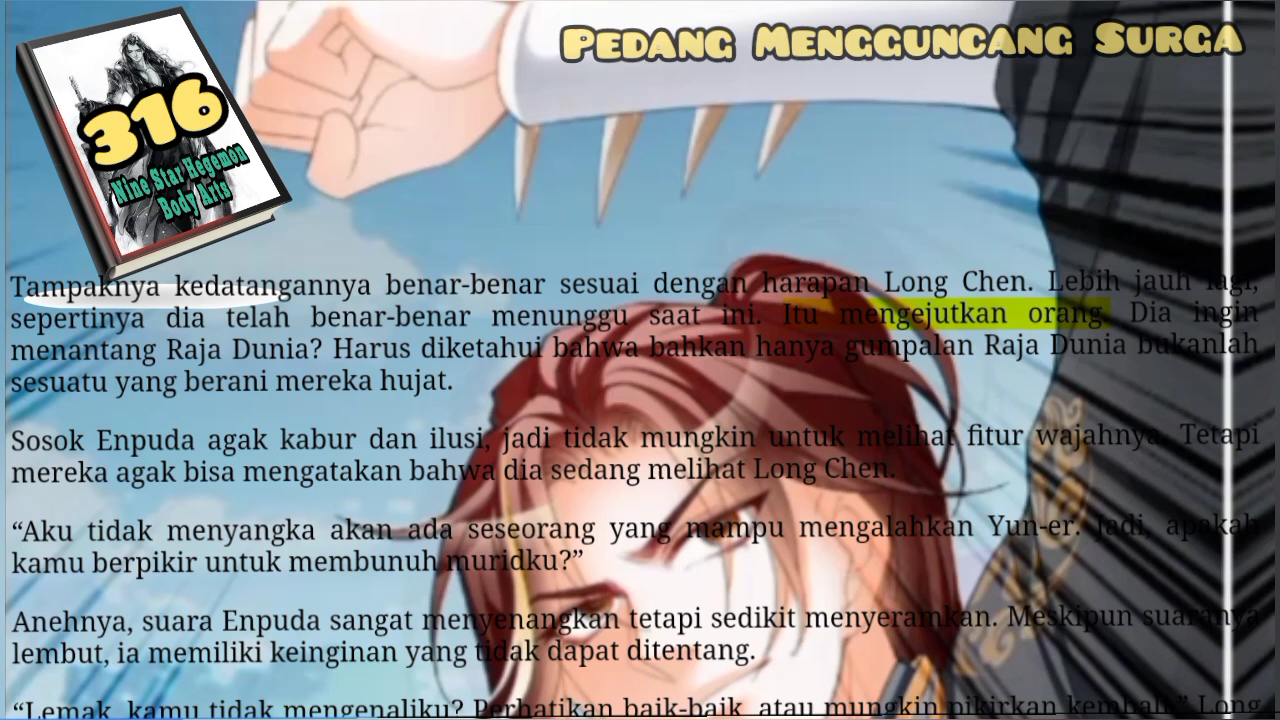 PEDANG MENGGUNCANG SURGA
316
Nine Star Hegemon
Body Arts
Tampaknya kedatangannya benar-benar sesuai dengan harapan Long Chen. Lebih jauh lagi,
sepertinya dia telah benar-benar menunggu saat ini. Itu mengejutkan orang. Dia ingin
menantang Raja Dunia? Harus diketahui bahwa bahkan hanya gumpalan Raja Dunia bukanlah
sesuatu yang berani mereka hujat.
Sosok Enpuda agak kabur dan ilusi, jadi tidak mungkin untuk melihat fitur wajahnya. Tetapi
mereka agak bisa mengatakan bahwa dia sedang melihat Long Chen.
“Aku tidak menyangka akan ada seseorang yang mampu mengalahkan Yun-er. Jadi, apakah
kamu berpikir untuk membunuh muridku?”
Anehnya, suara Enpuda sangat menyenangkan tetapi sedikit menyeramkan. Meskipun suaranya
lembut, ia memiliki keinginan yang tidak dapat ditentang.
“Lemak, kamu tidak mengenaliku? Perhatikan baik-baik, atau mungkin pikirkan kembali.” Long